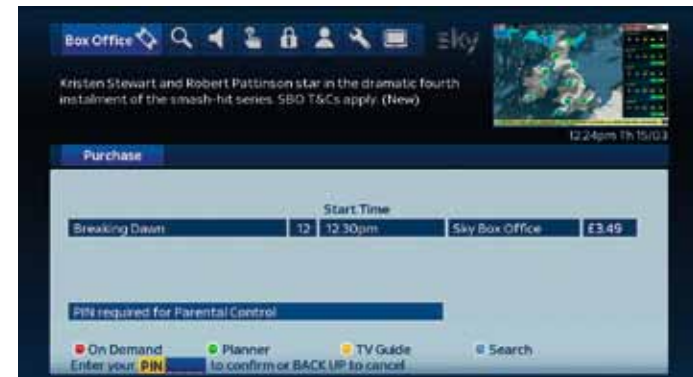 Box Office
sky
Kristen Stewart and Robert Pattinson star in the dramatic fourth
instalment of the smash-hit series. SBO T&Cs apply. (New)
12.24pm Th 15/03
Purchase
Start Time
Breaking Dawn 12 12.30pm Sky Box Office £3.49
PIN required for Parental Control
On Demand Planner TV Guide Search
Enter your PIN to confirm or BACK UP to cancel